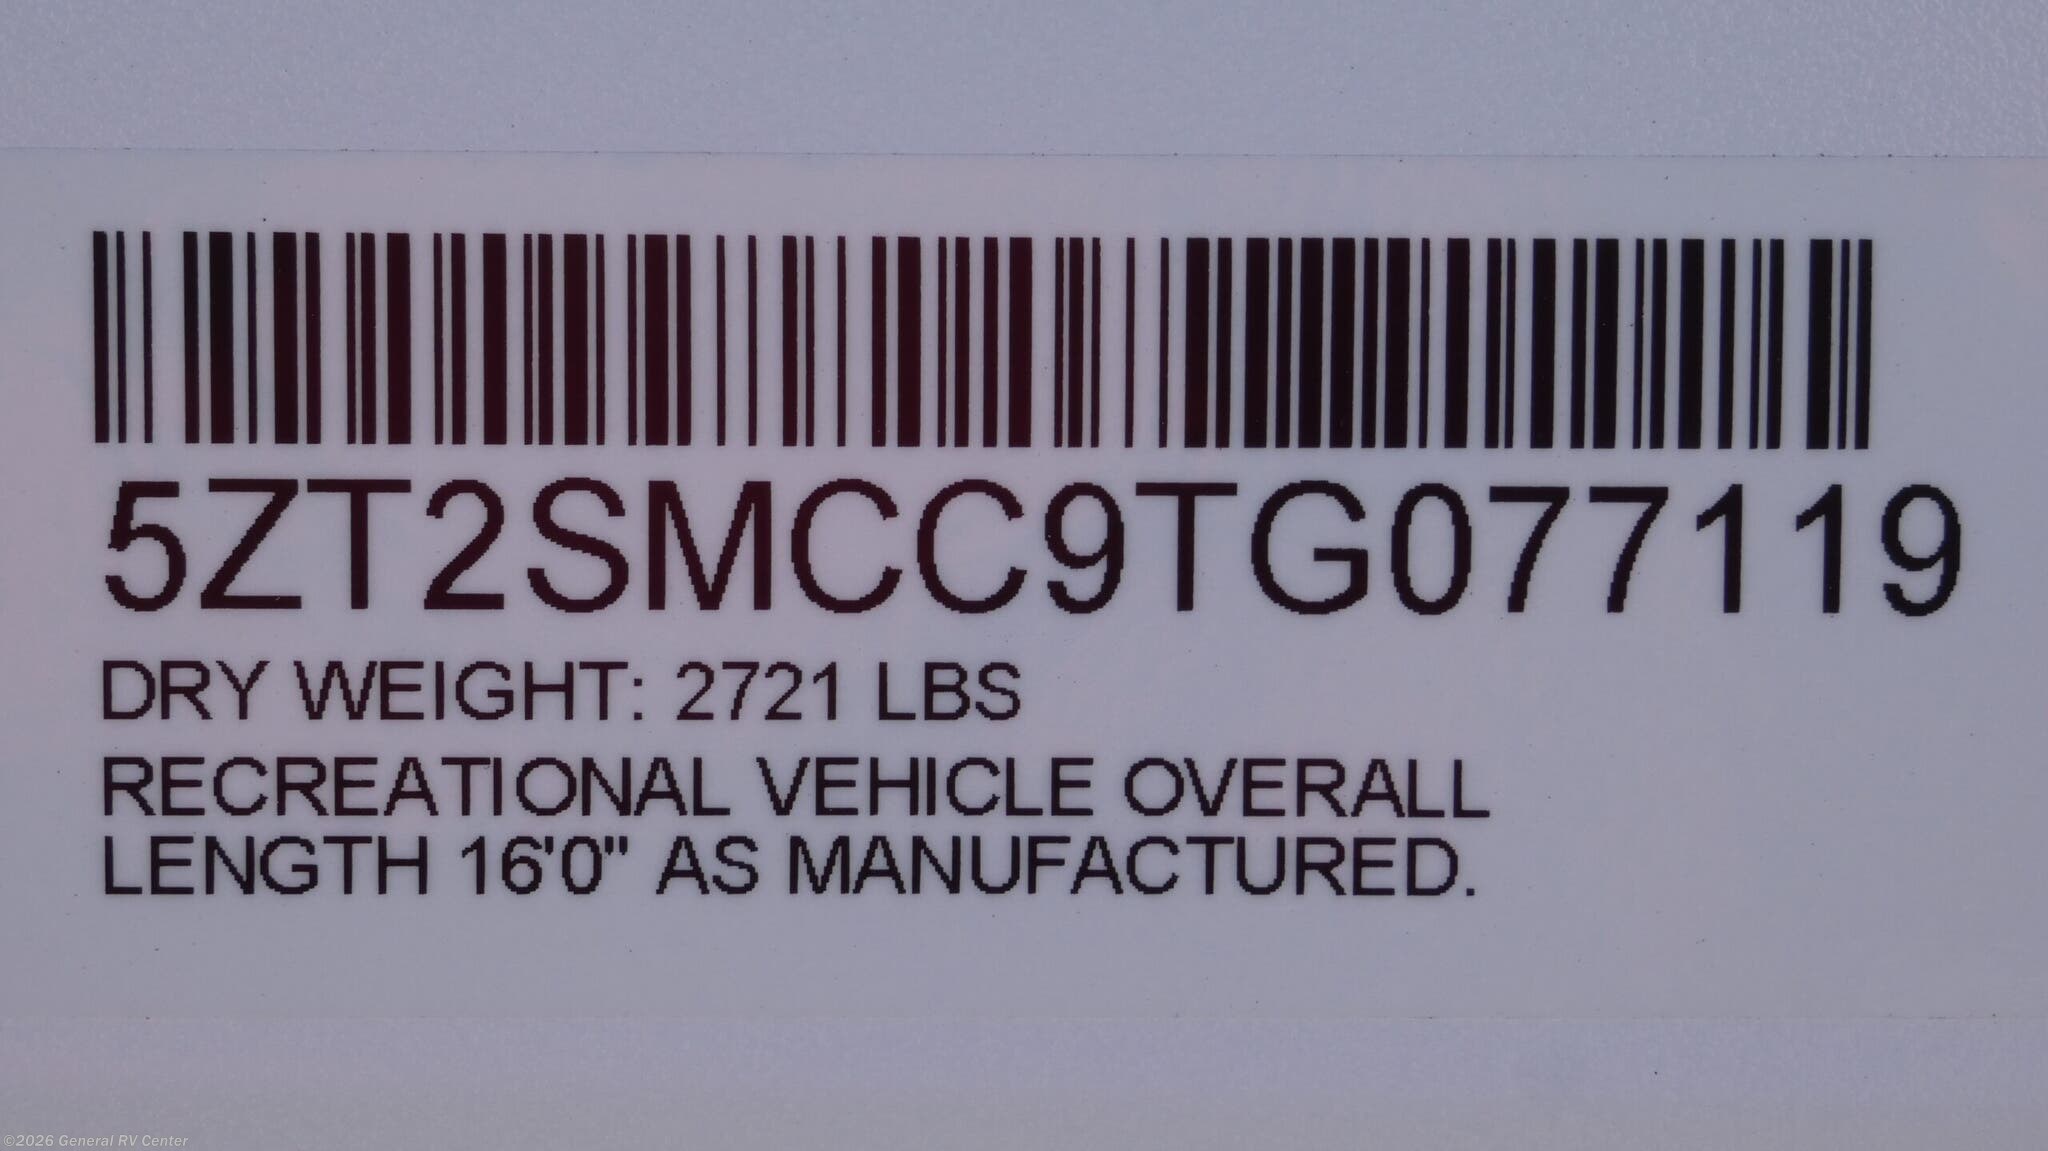 5ZT2SMCC9TG077119
DRY WEIGHT: 2721 LBS
RECREATIONAL VEHICLE OVERALL
LENGTH 16'0" AS MANUFACTURED.
©2026 General RV Center